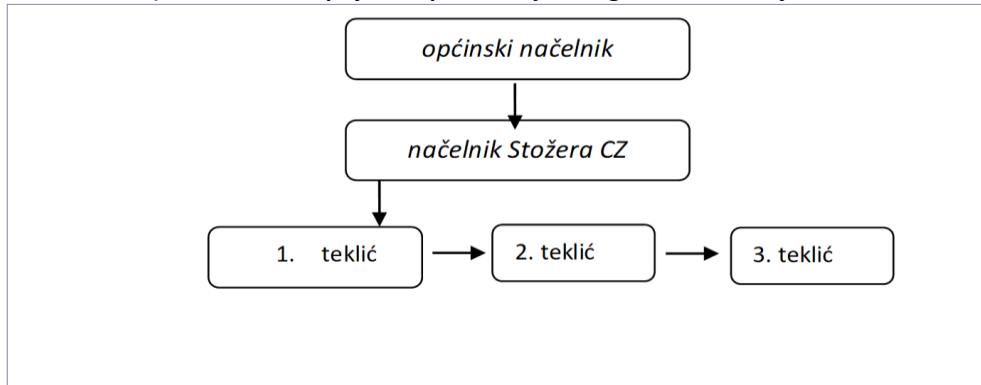 općinski načelnik
načelnik Stožera CZ
1. teklić
2. teklić
3. teklić